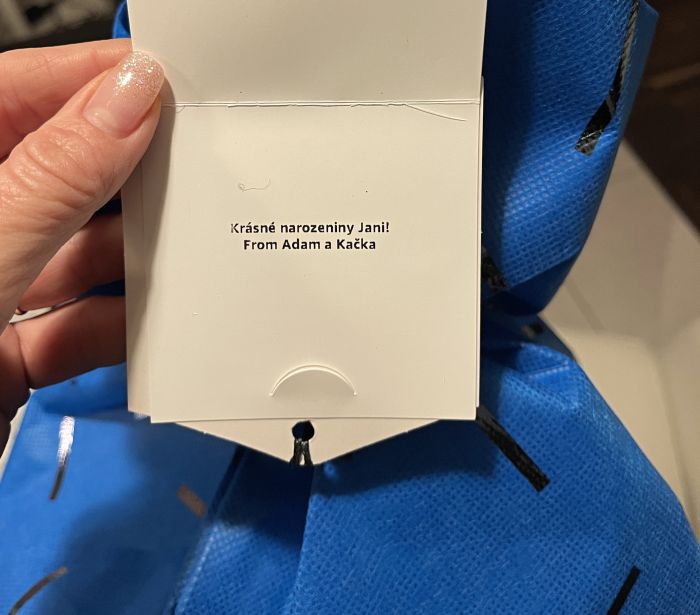 Krásné narozeniny Jani!
From Adam a Kačka